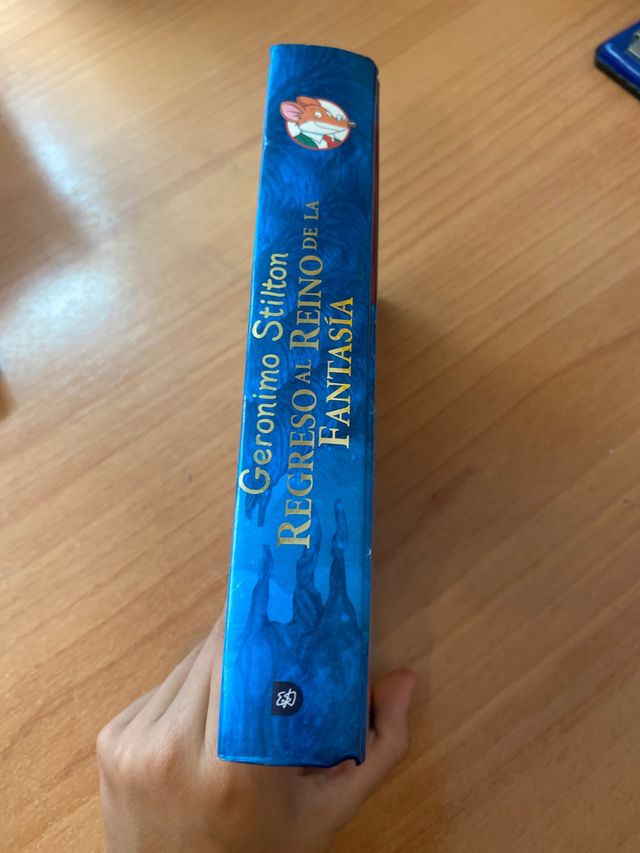 Geronimo Stilton
REGRESO AL REINO DE LA
FANTASÍA